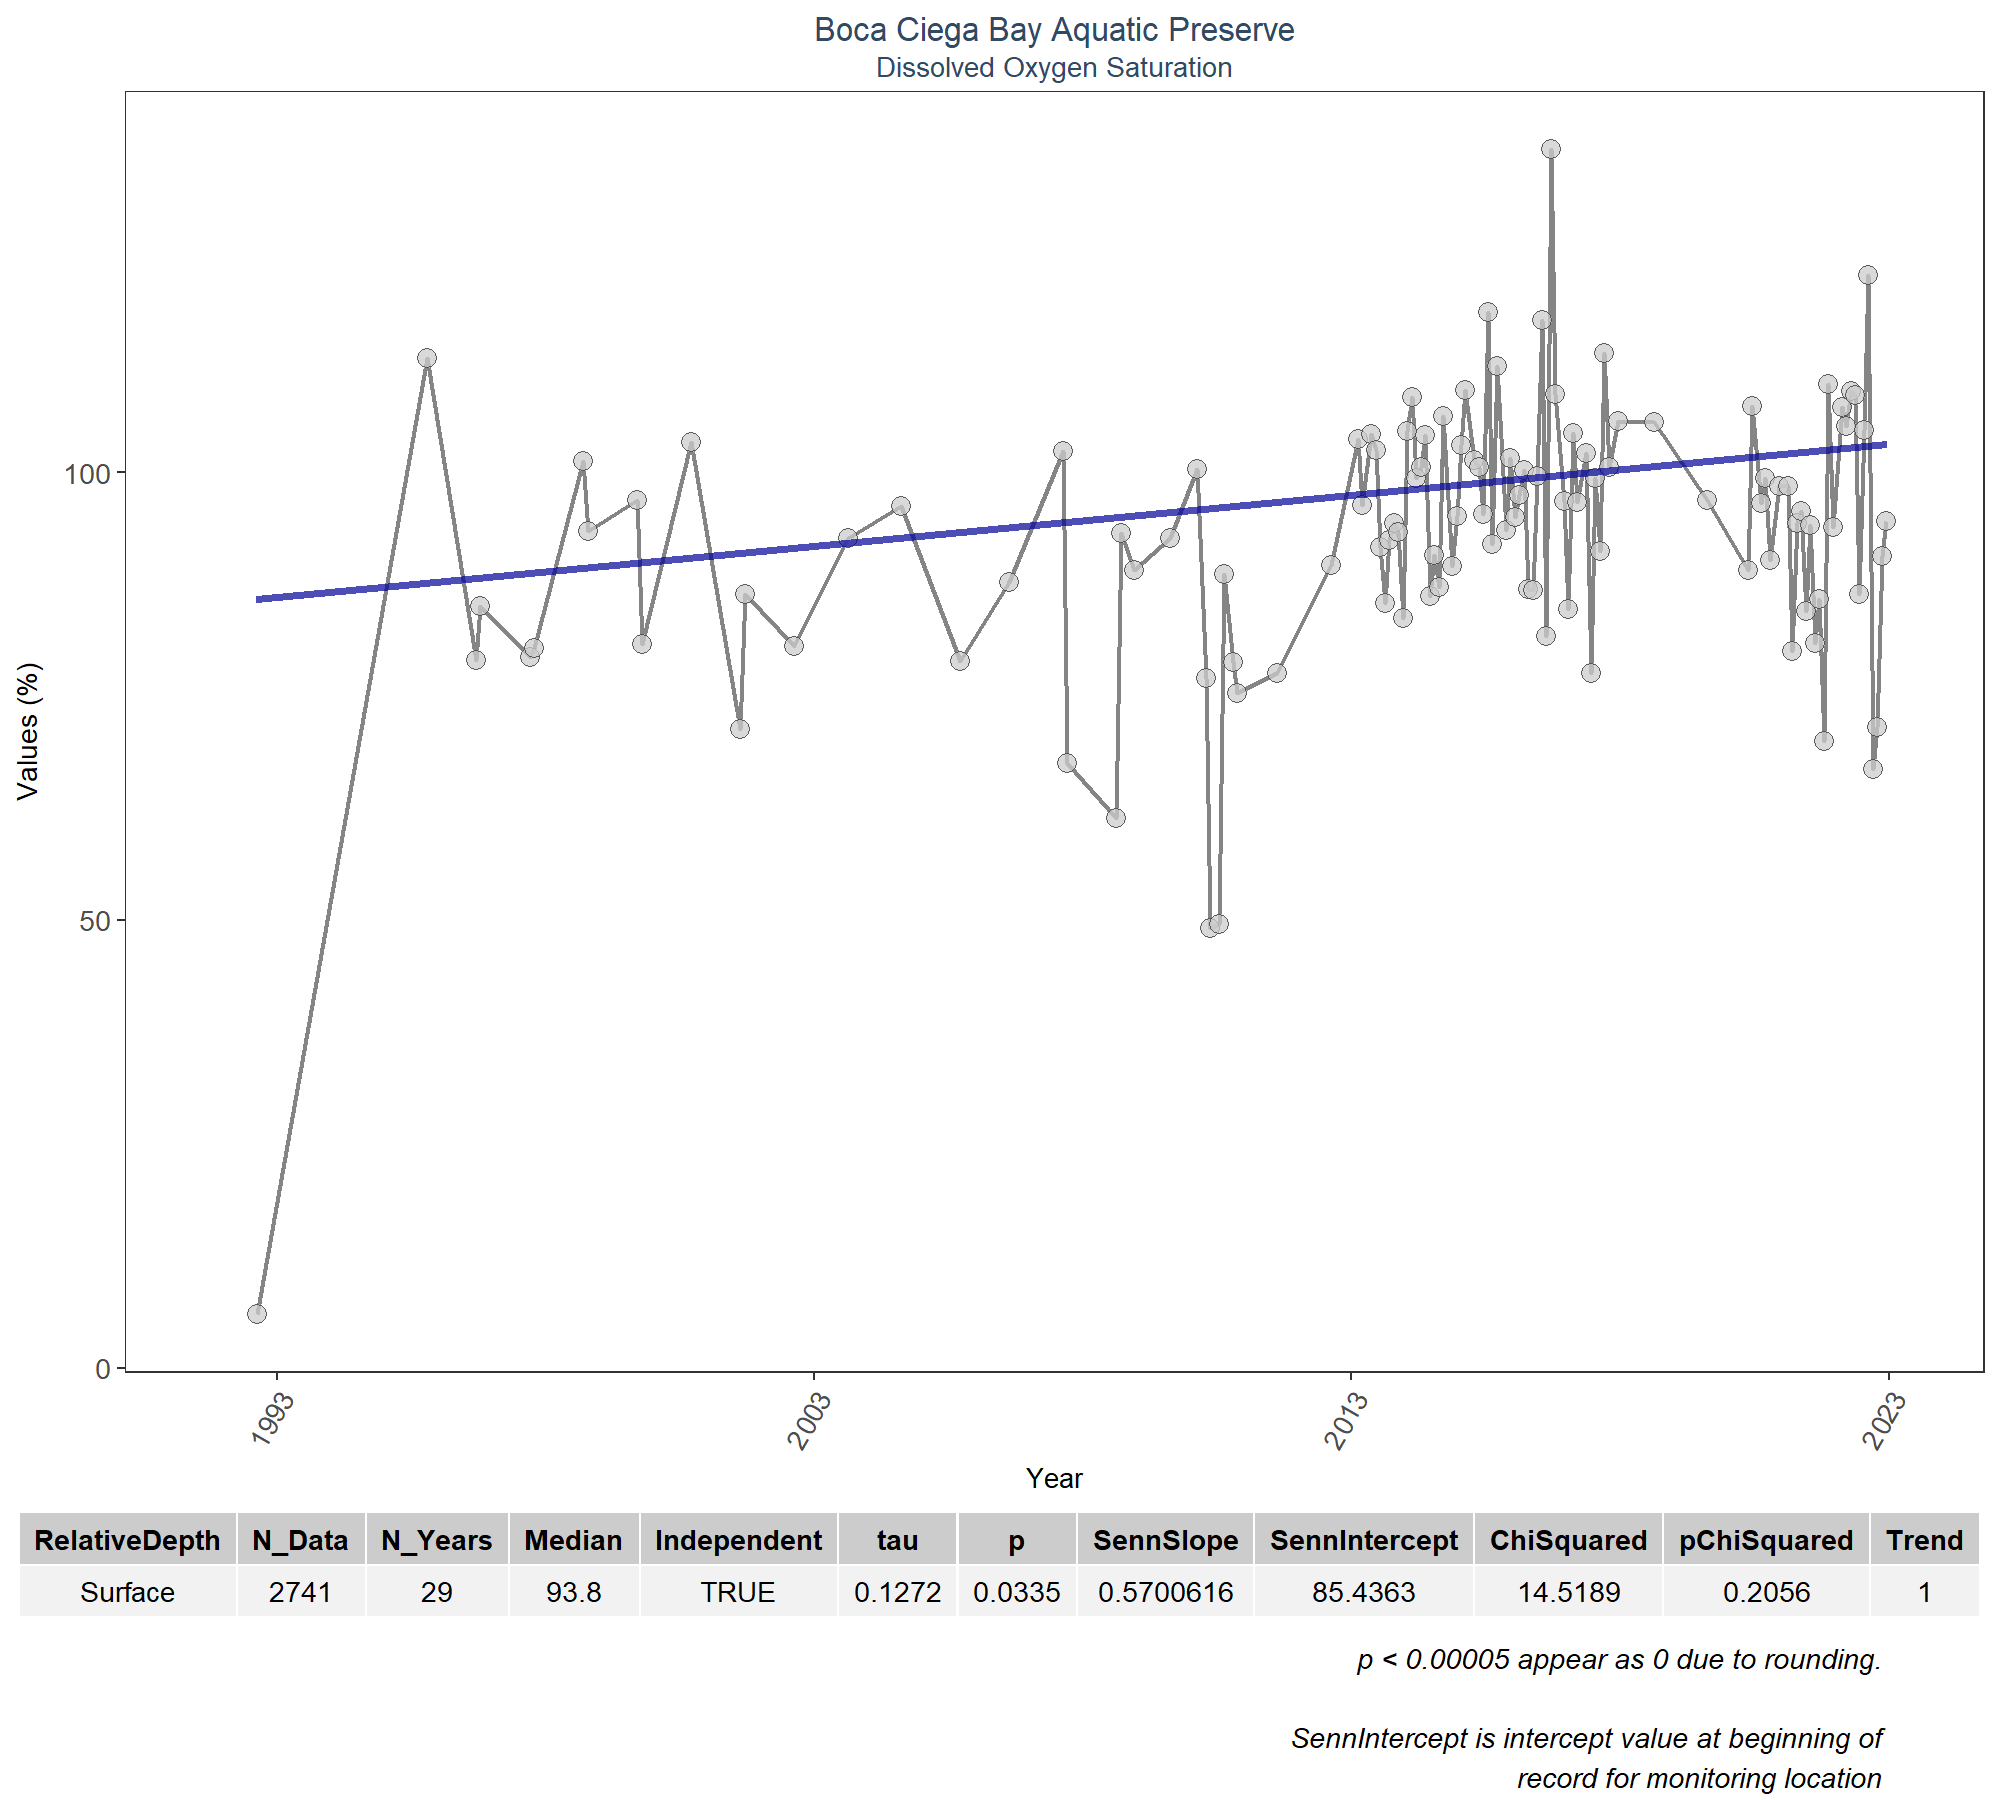 Boca Ciega Bay Aquatic Preserve
Dissolved Oxygen Saturation
Values (%)
100
50
0
1993 2003 2013 2023
Year
RelativeDepth N_Data N_Years Median Independent tau p SennSlope SennIntercept ChiSquared pChiSquared Trend
Surface 2741 29 93.8 TRUE 0.1272 0.0335 0.5700616 85.4363 14.5189 0.2056 1
p < 0.00005 appear as 0 due to rounding.
SennIntercept is intercept value at beginning of
record for monitoring location